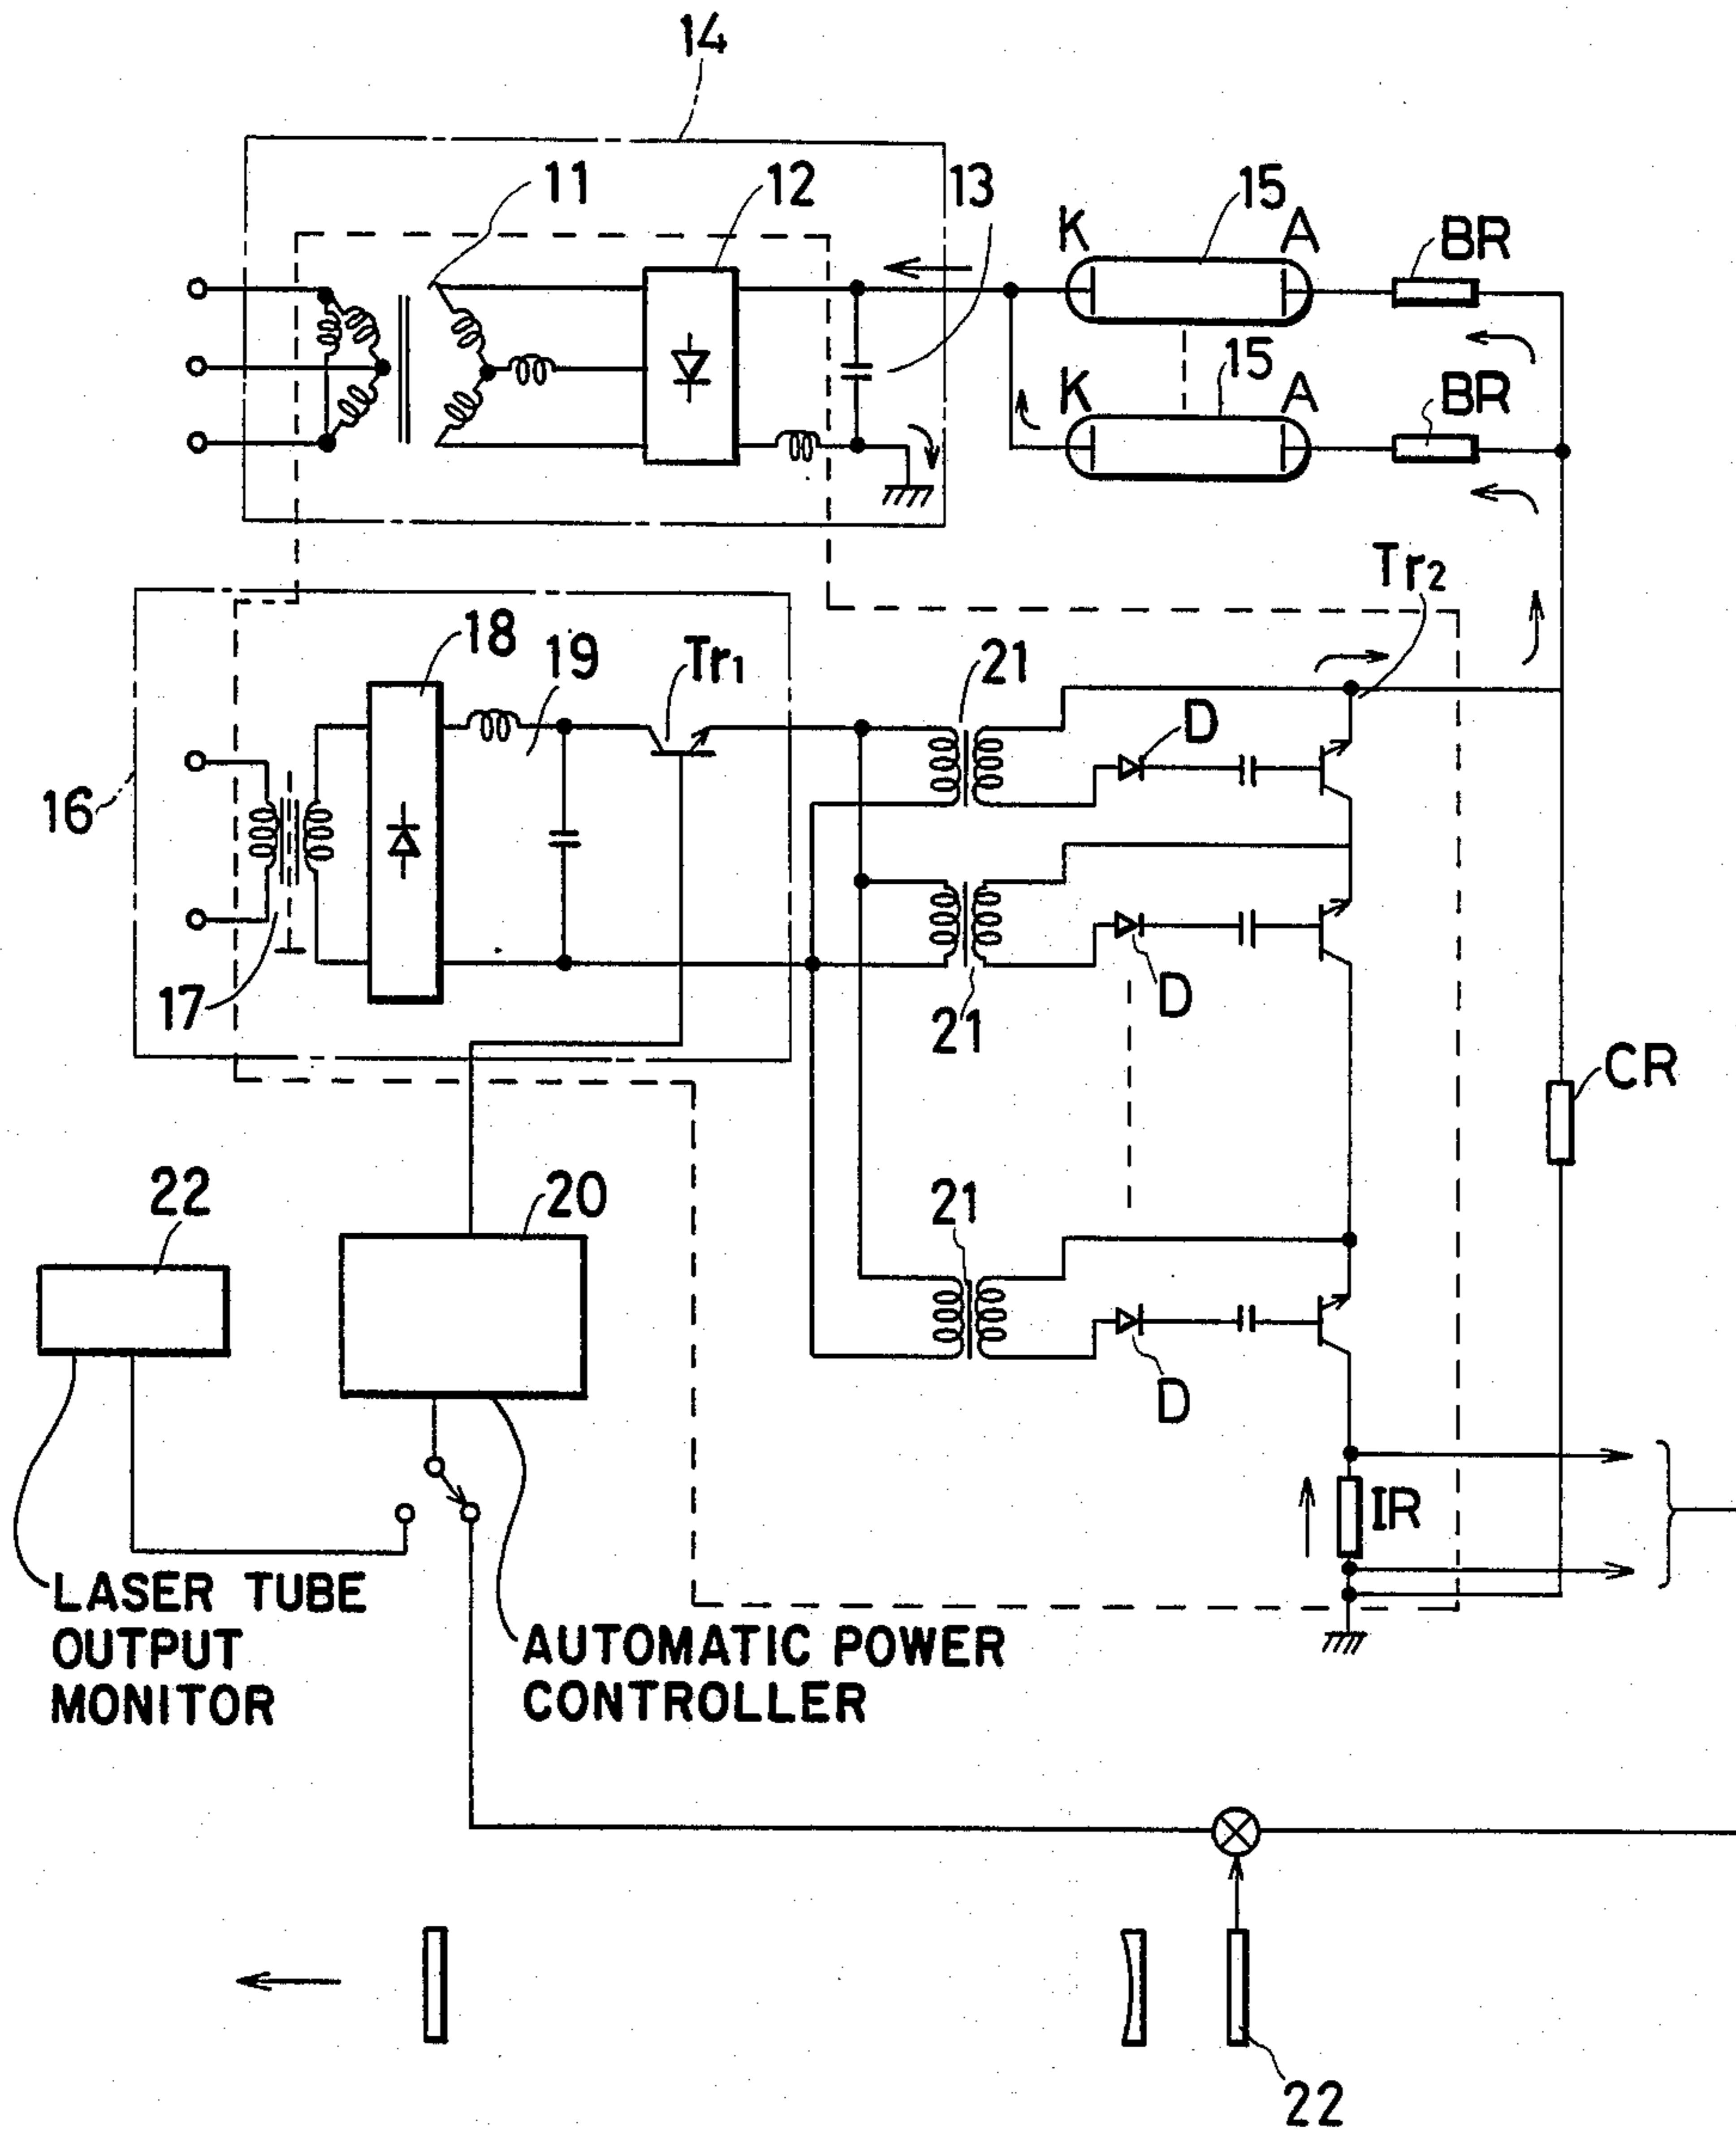 14
11
12
13
K
15
A
BR
K
15
A
BR
Tr2
18
19
Tr1
21
D
16
17
21
D
CR
22
20
21
D
IR
LASER TUBE
OUTPUT
MONITOR
AUTOMATIC POWER
CONTROLLER
22